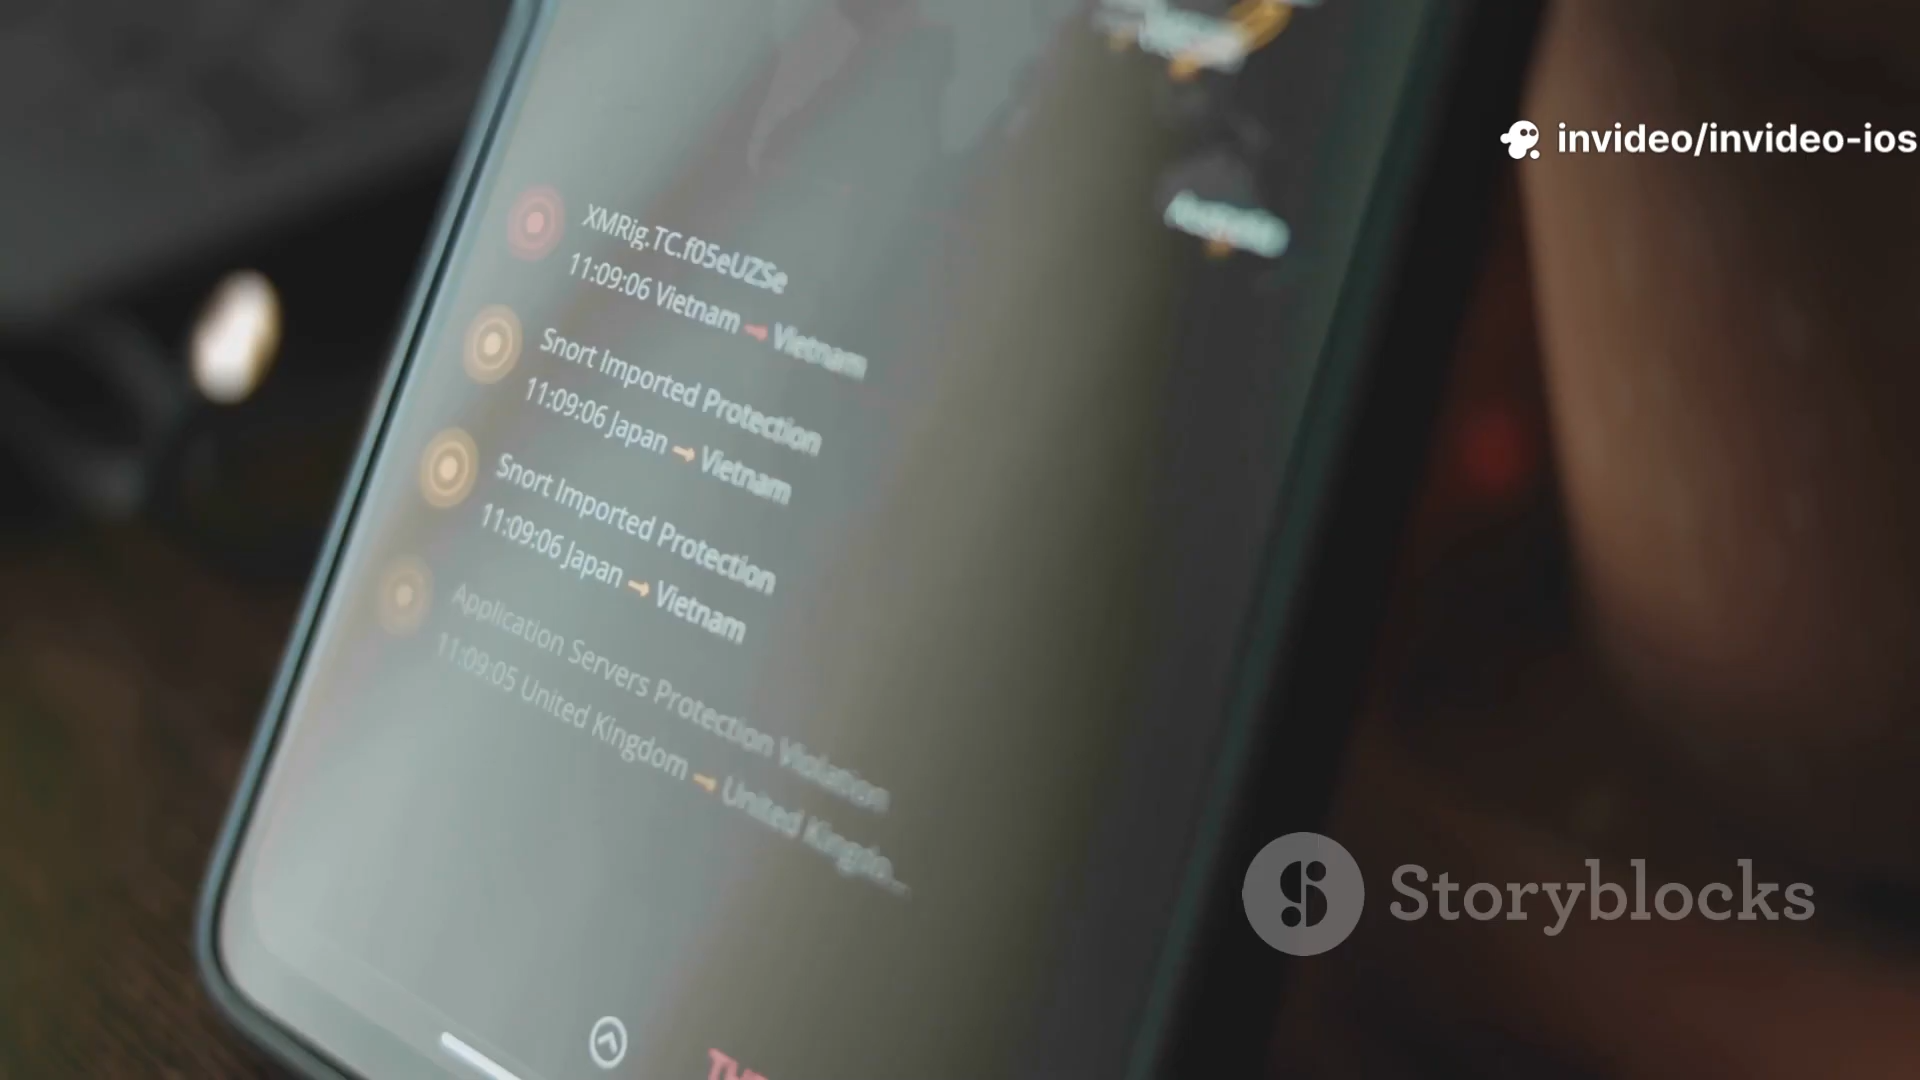 invideo/invideo-ios
Australia
XMRig.TC.f05eUZSe
11:09:06 Vietnam → Vietnam
Snort Imported Protection
11:09:06 Japan → Vietnam
Snort Imported Protection
11:09:06 Japan → Vietnam
Application Servers Protection Violation
11:09:05 United Kingdom → United Kingdo...
Storyblocks